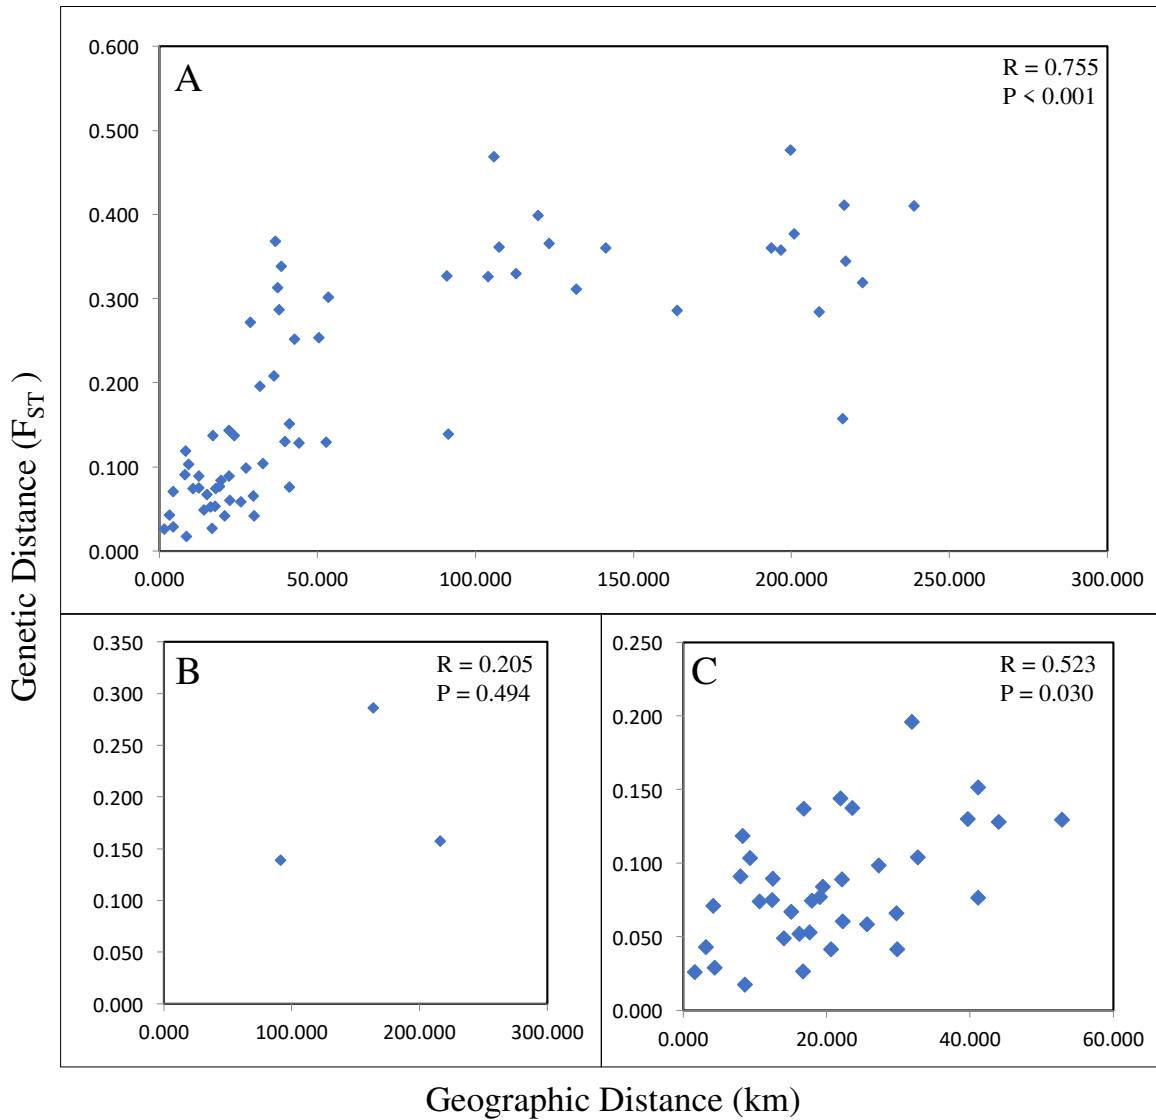 Genetic Distance (F_ST)
A
R = 0.755
P < 0.001
0.600
0.500
0.400
0.300
0.200
0.100
0.000
0.000 50.000 100.000 150.000 200.000 250.000 300.000
B
R = 0.205
P = 0.494
0.350
0.300
0.250
0.200
0.150
0.100
0.050
0.000
0.000 100.000 200.000 300.000
C
R = 0.523
P = 0.030
0.250
0.200
0.150
0.100
0.050
0.000
0.000 20.000 40.000 60.000
Geographic Distance (km)